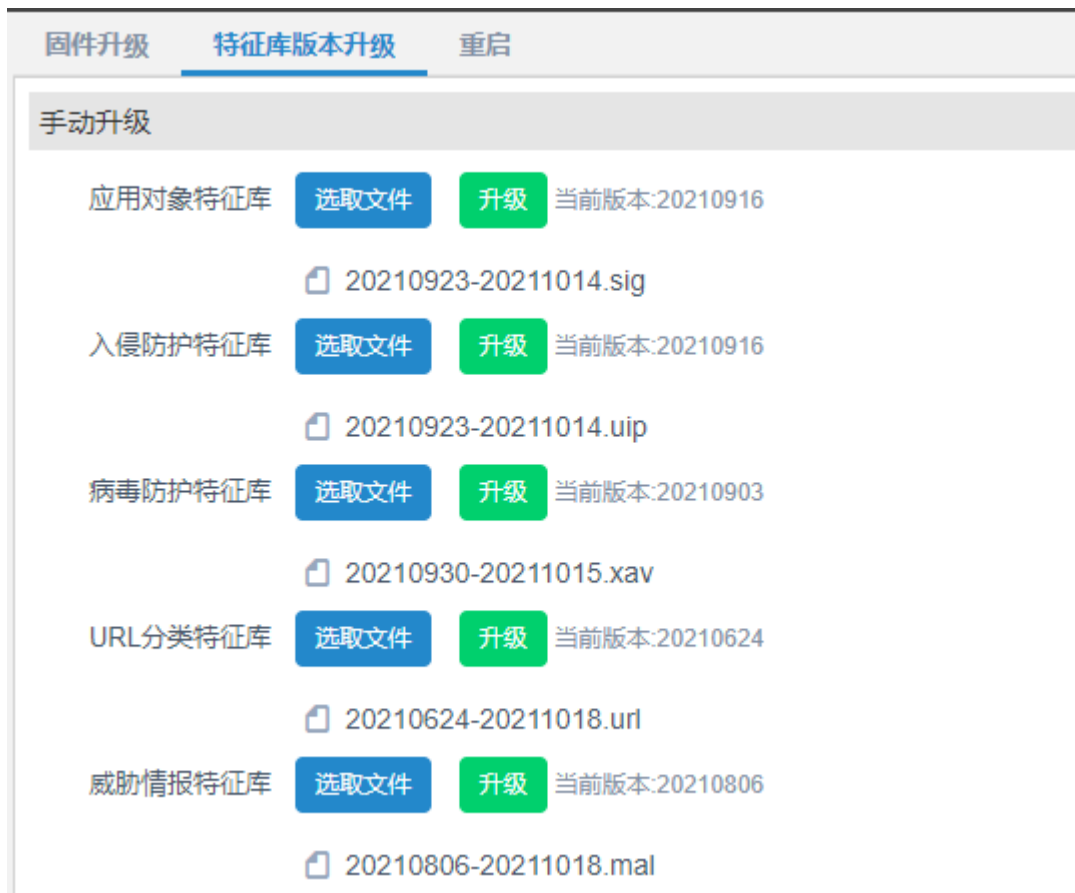 固件升级 特征库版本升级 重启
手动升级
应用对象特征库 选取文件 升级 当前版本:20210916
20210923-20211014.sig
入侵防护特征库 选取文件 升级 当前版本:20210916
20210923-20211014.uip
病毒防护特征库 选取文件 升级 当前版本:20210903
20210930-20211015.xav
URL分类特征库 选取文件 升级 当前版本:20210624
20210624-20211018.url
威胁情报特征库 选取文件 升级 当前版本:20210806
20210806-20211018.mal